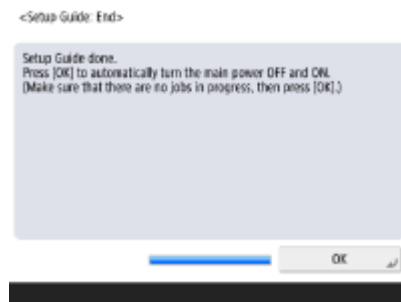 <Setup Guide: End>
Setup Guide done.
Press [OK] to automatically turn the main power OFF and ON.
(Make sure that there are no jobs in progress, then press [OK].)
OK